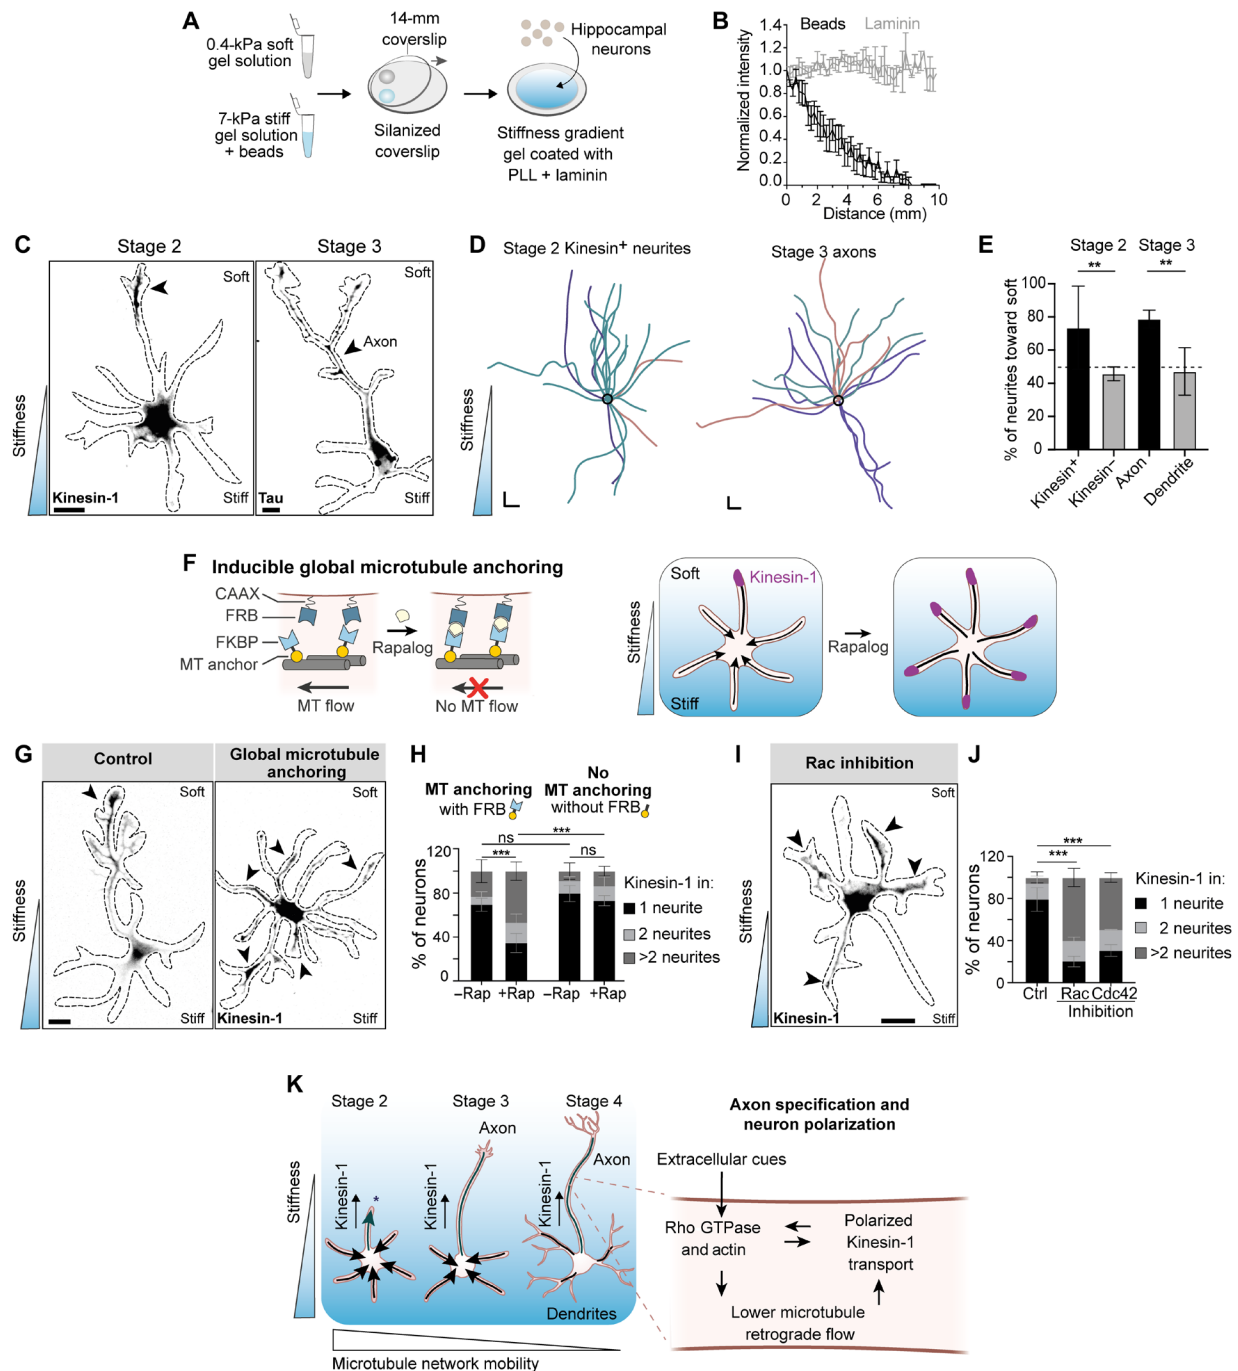 A
0.4-kPa soft
gel solution
7-kPa stiff
gel solution
+ beads
14-mm
coverslip
Silanized
coverslip
Hippocampal
neurons
Stiffness gradient
gel coated with
PLL + laminin
B
Beads Laminin
Normalized intensity
1.4
1.2
1.0
0.8
0.6
0.4
0.2
0.0
0 2 4 6 8 10
Distance (mm)
C
Stage 2 Stage 3
Stiffness
Soft
Kinesin-1
Stiff
Soft
Axon
Tau
Stiff
D
Stage 2 Kinesin+ neurites
Stage 3 axons
Stiffness
E
Stage 2 Stage 3
** **
% of neurites toward soft
100
80
60
40
20
0
Kinesin+
Kinesin–
Axon
Dendrite
F
Inducible global microtubule anchoring
CAAX
FRB
FKBP
MT anchor
Rapalog
MT flow
No MT flow
Stiffness
Soft
Kinesin-1
Stiff
Rapalog
G
Control
Global microtubule
anchoring
Stiffness
Soft
Stiff
Soft
Kinesin-1
Stiff
H
MT anchoring
with FRB
No
MT anchoring
without FRB
ns
***
***
ns
% of neurons
120
80
40
0
–Rap +Rap –Rap +Rap
Kinesin-1 in:
1 neurite
2 neurites
>2 neurites
I
Rac inhibition
Stiffness
Soft
Kinesin-1
Stiff
J
***
***
% of neurons
120
80
40
0
Ctrl Rac Cdc42
Inhibition
Kinesin-1 in:
1 neurite
2 neurites
>2 neurites
K
Stage 2 Stage 3 Stage 4
Stiffness
Kinesin-1
*
Kinesin-1
Axon
Kinesin-1
Axon
Dendrites
Microtubule network mobility
Axon specification and
neuron polarization
Extracellular cues
Rho GTPase
and actin
Polarized
Kinesin-1
transport
Lower microtubule
retrograde flow